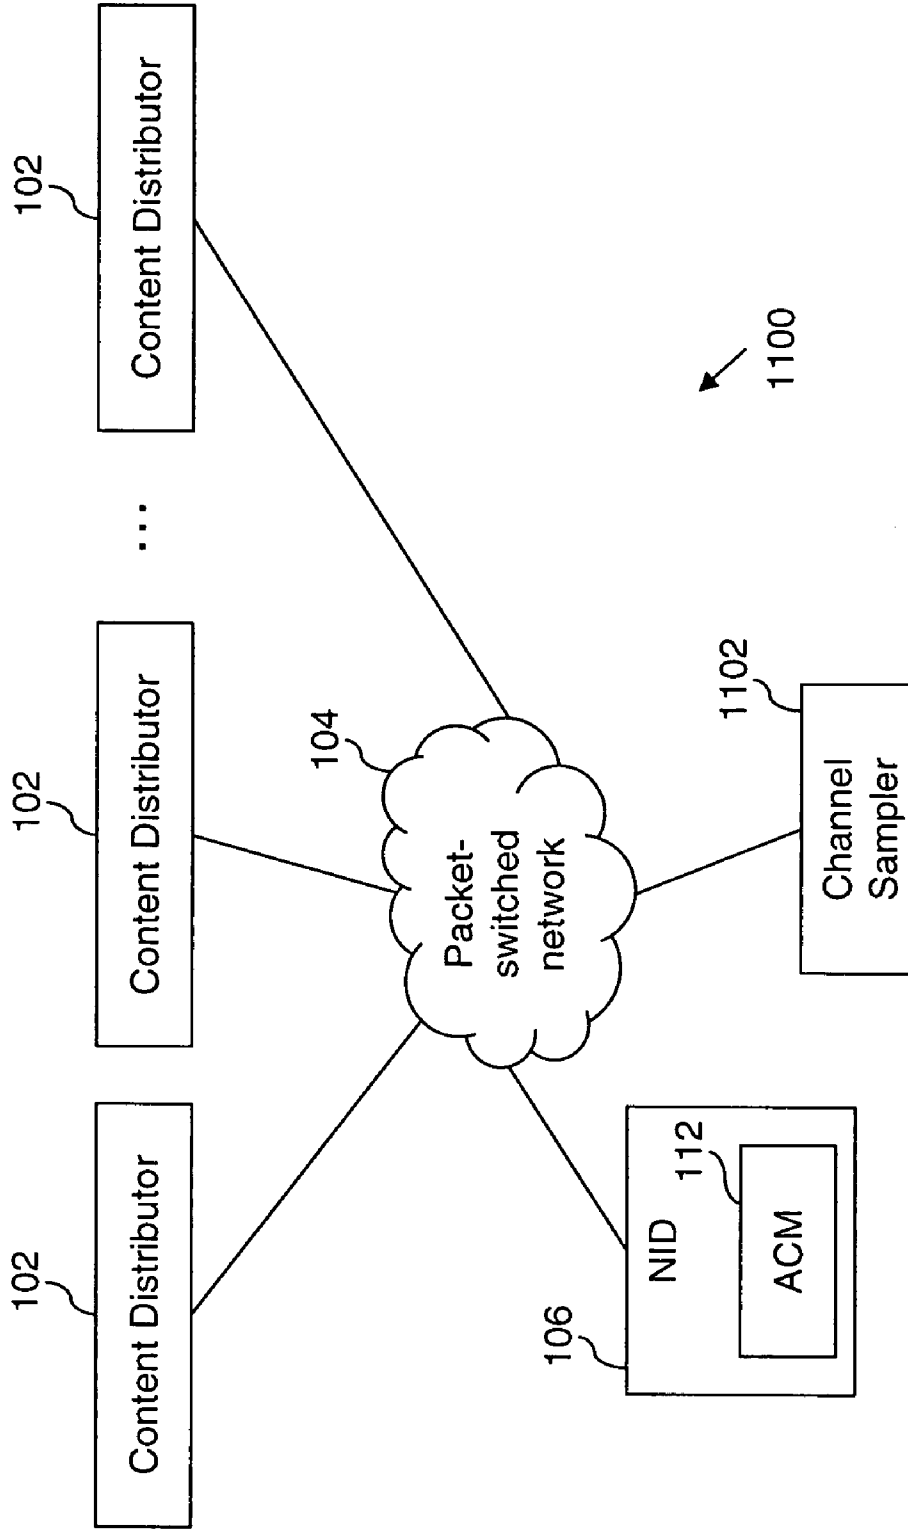 102
102
102
Content Distributor
Content Distributor
...
Content Distributor
104
Packet-
switched
network
1100
106
NID
112
ACM
1102
Channel
Sampler